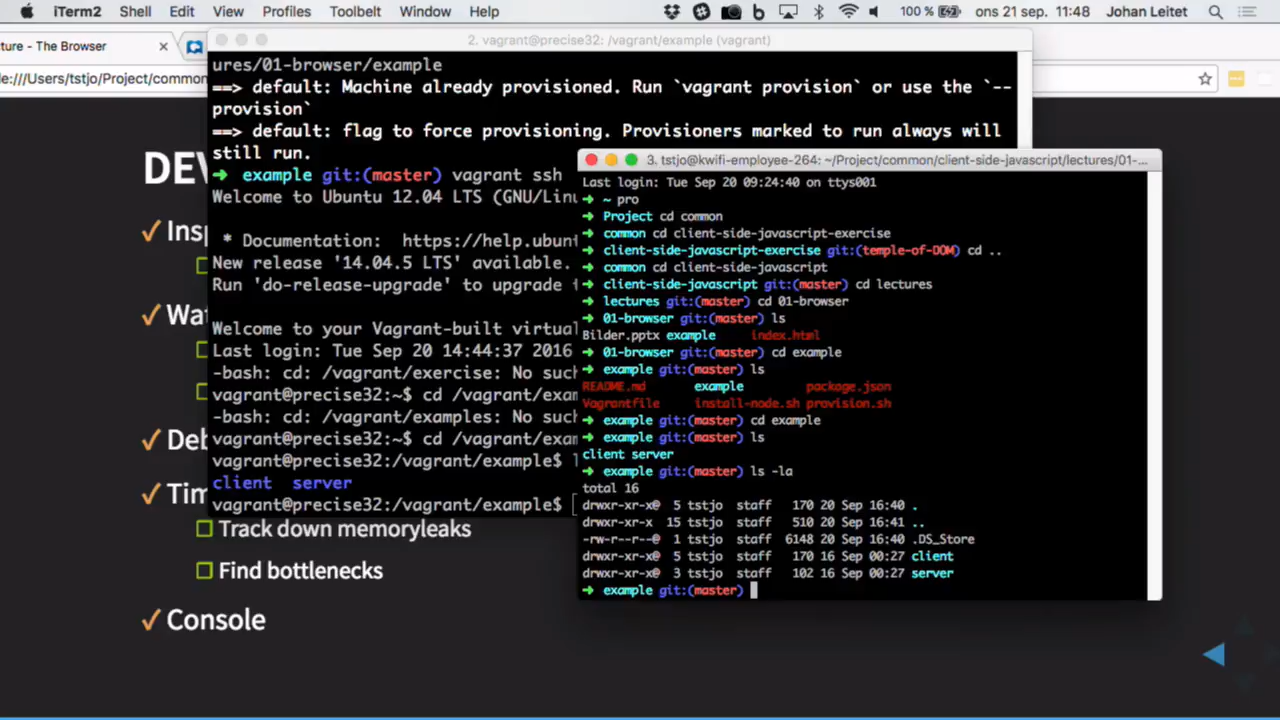 iTerm2 Shell Edit View Profiles Toolbelt Window Help 100 % ons 21 sep. 11:48 Johan Leitet
ture - The Browser
2. vagrant@precise32: /vagrant/example (vagrant)
e:///Users/tstjo/Project/common
ures/01-browser/example
==> default: Machine already provisioned. Run `vagrant provision` or use the `--
provision`
==> default: flag to force provisioning. Provisioners marked to run always will
still run.
➜ example git:(master) vagrant ssh
Welcome to Ubuntu 12.04 LTS (GNU/Linu
* Documentation: https://help.ubun
New release '14.04.5 LTS' available.
Run 'do-release-upgrade' to upgrade
Welcome to your Vagrant-built virtual
Last login: Tue Sep 20 14:44:37 2016
-bash: cd: /vagrant/exercise: No suc
vagrant@precise32:~$ cd /vagrant/exam
-bash: cd: /vagrant/examples: No suc
vagrant@precise32:~$ cd /vagrant/exam
vagrant@precise32:/vagrant/example$ l
client server
vagrant@precise32:/vagrant/example$
3. tstjo@kwifi-employee-264: ~/Project/common/client-side-javascript/lectures/01-...
Last login: Tue Sep 20 09:24:40 on ttys001
➜ ~ pro
➜ Project cd common
➜ common cd client-side-javascript-exercise
➜ client-side-javascript-exercise git:(temple-of-DOM) cd ..
➜ common cd client-side-javascript
➜ client-side-javascript git:(master) cd lectures
➜ lectures git:(master) cd 01-browser
➜ 01-browser git:(master) ls
Bilder.pptx example index.html
➜ 01-browser git:(master) cd example
➜ example git:(master) ls
README.md example package.json
Vagrantfile install-node.sh provision.sh
➜ example git:(master) cd example
➜ example git:(master) ls
client server
➜ example git:(master) ls -la
total 16
drwxr-xr-x@ 5 tstjo staff 170 20 Sep 16:40 .
drwxr-xr-x 15 tstjo staff 510 20 Sep 16:41 ..
-rw-r--r--@ 1 tstjo staff 6148 20 Sep 16:40 .DS_Store
drwxr-xr-x@ 5 tstjo staff 170 16 Sep 00:27 client
drwxr-xr-x@ 3 tstjo staff 102 16 Sep 00:27 server
➜ example git:(master)
DEV
✓ Insp
✓ Wat
✓ Deb
✓ Tim
Track down memoryleaks
Find bottlenecks
✓ Console